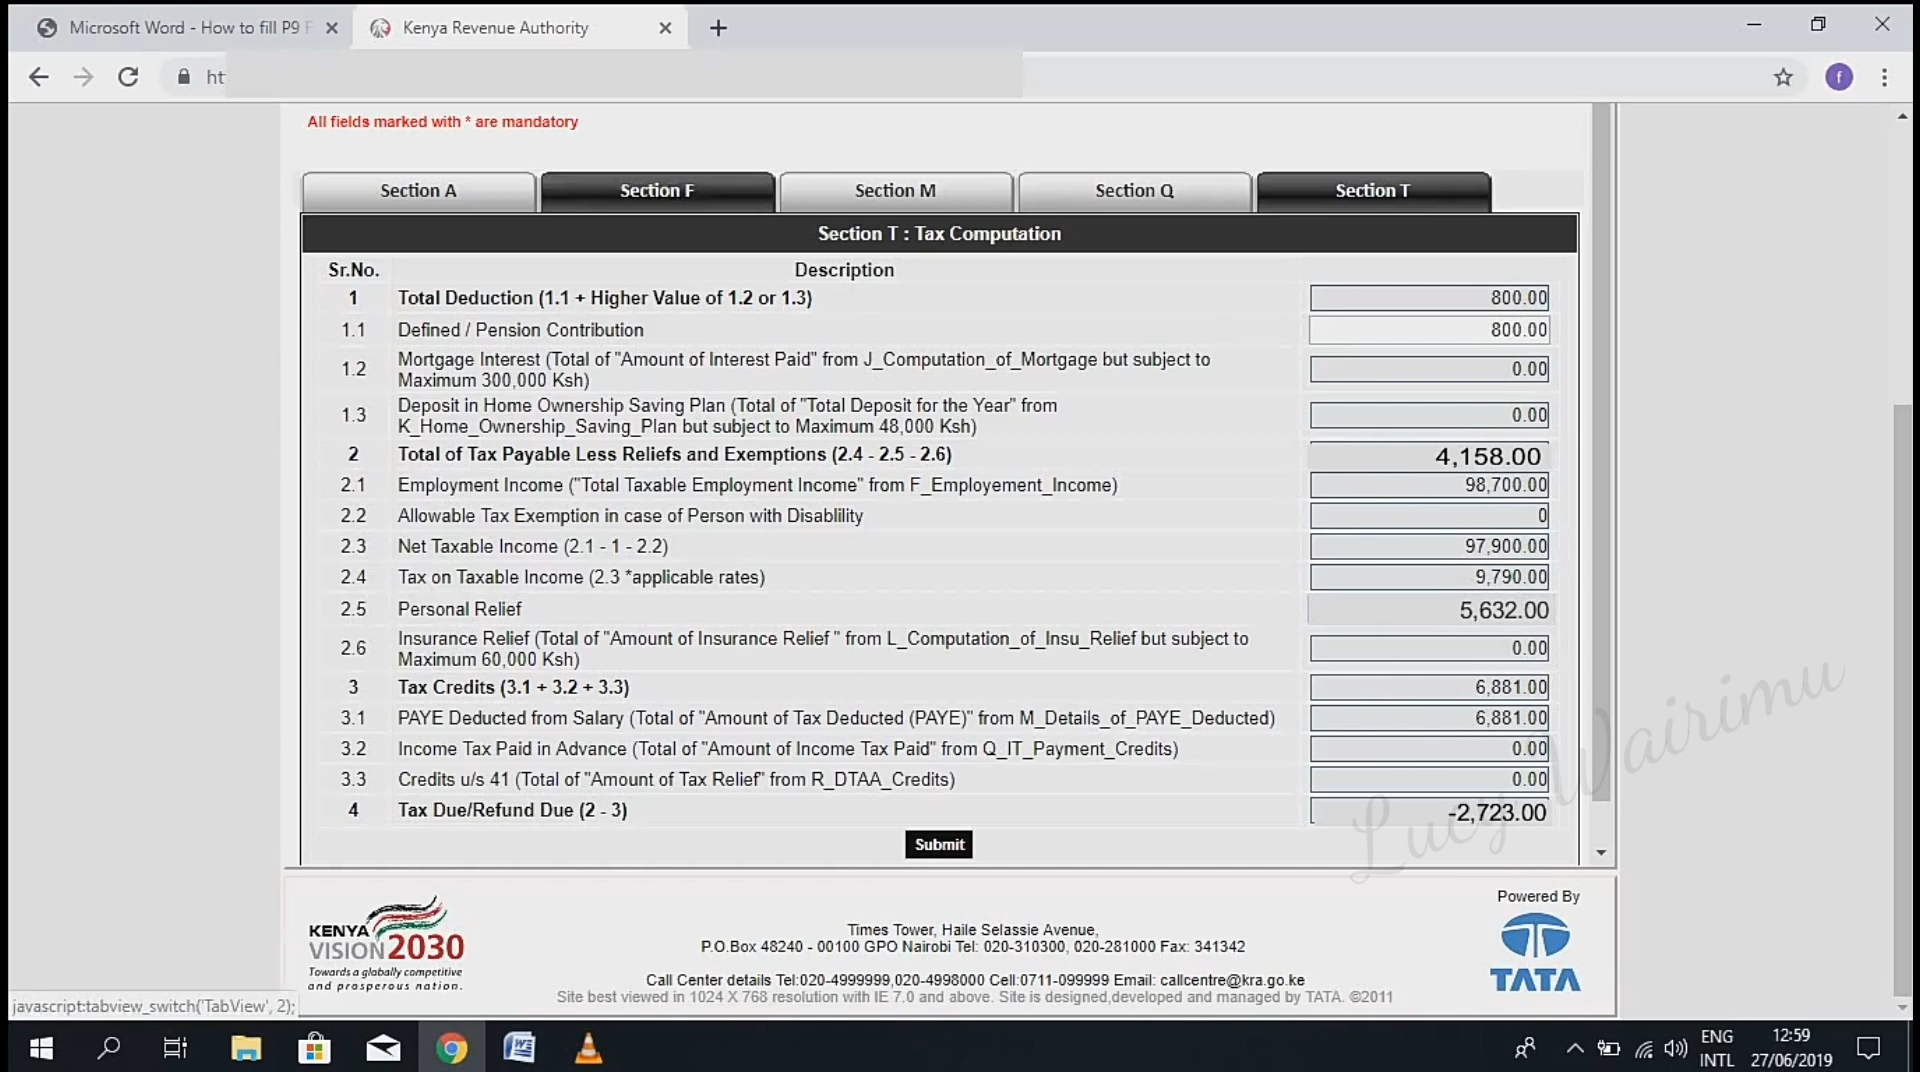 Microsoft Word - How to fill P9 F
Kenya Revenue Authority
ht
f
All fields marked with * are mandatory
Section A
Section F
Section M
Section Q
Section T
Section T : Tax Computation
Sr.No. Description
1 Total Deduction (1.1 + Higher Value of 1.2 or 1.3) 800.00
1.1 Defined / Pension Contribution 800.00
1.2 Mortgage Interest (Total of "Amount of Interest Paid" from J_Computation_of_Mortgage but subject to
Maximum 300,000 Ksh) 0.00
1.3 Deposit in Home Ownership Saving Plan (Total of "Total Deposit for the Year" from
K_Home_Ownership_Saving_Plan but subject to Maximum 48,000 Ksh) 0.00
2 Total of Tax Payable Less Reliefs and Exemptions (2.4 - 2.5 - 2.6) 4,158.00
2.1 Employment Income ("Total Taxable Employment Income" from F_Employement_Income) 98,700.00
2.2 Allowable Tax Exemption in case of Person with Disablility 0
2.3 Net Taxable Income (2.1 - 1 - 2.2) 97,900.00
2.4 Tax on Taxable Income (2.3 *applicable rates) 9,790.00
2.5 Personal Relief 5,632.00
2.6 Insurance Relief (Total of "Amount of Insurance Relief " from L_Computation_of_Insu_Relief but subject to
Maximum 60,000 Ksh) 0.00
3 Tax Credits (3.1 + 3.2 + 3.3) 6,881.00
3.1 PAYE Deducted from Salary (Total of "Amount of Tax Deducted (PAYE)" from M_Details_of_PAYE_Deducted) 6,881.00
3.2 Income Tax Paid in Advance (Total of "Amount of Income Tax Paid" from Q_IT_Payment_Credits) 0.00
3.3 Credits u/s 41 (Total of "Amount of Tax Relief" from R_DTAA_Credits) 0.00
4 Tax Due/Refund Due (2 - 3) -2,723.00
Submit
Lucy Wairimu
KENYA
VISION 2030
Towards a globally competitive
and prosperous nation.
Times Tower, Haile Selassie Avenue,
P.O.Box 48240 - 00100 GPO Nairobi Tel: 020-310300, 020-281000 Fax: 341342
Call Center details Tel:020-4999999,020-4998000 Cell:0711-099999 Email: callcentre@kra.go.ke
Site best viewed in 1024 X 768 resolution with IE 7.0 and above. Site is designed,developed and managed by TATA. ©2011
Powered By
TATA
javascript:tabview_switch('TabView', 2);
ENG
INTL
12:59
27/06/2019